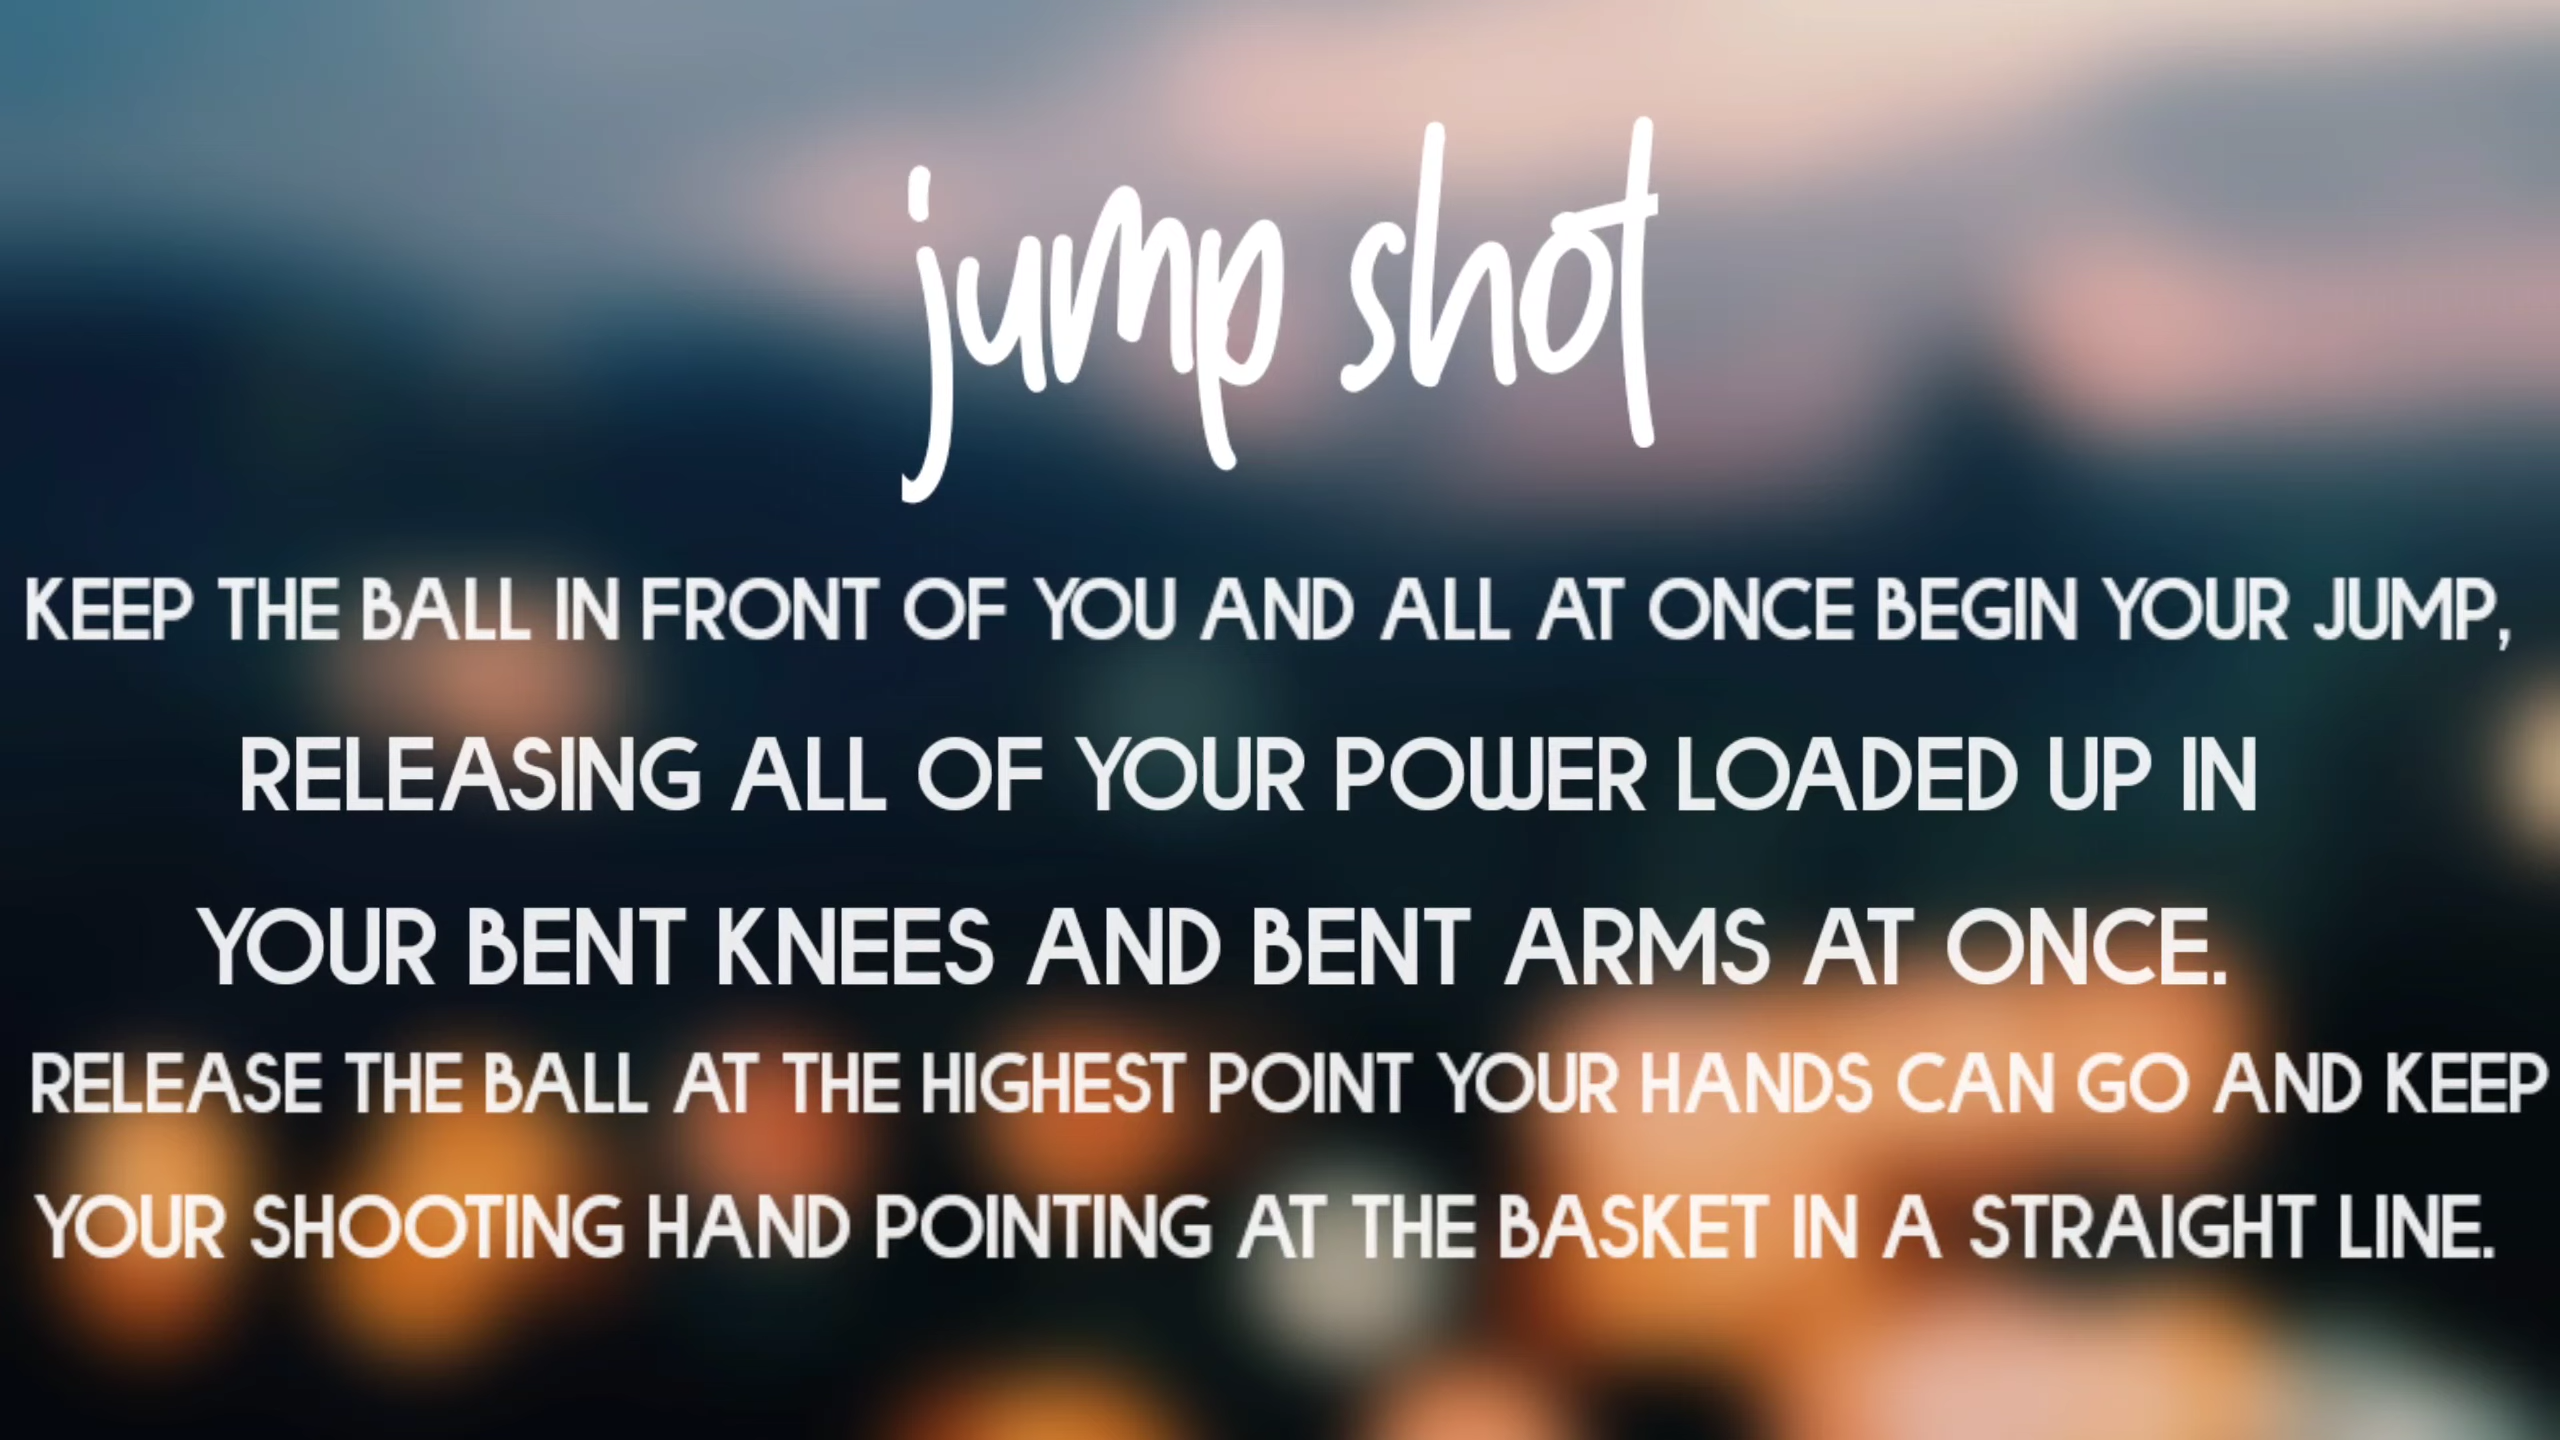 jump shot
KEEP THE BALL IN FRONT OF YOU AND ALL AT ONCE BEGIN YOUR JUMP,
RELEASING ALL OF YOUR POWER LOADED UP IN
YOUR BENT KNEES AND BENT ARMS AT ONCE.
RELEASE THE BALL AT THE HIGHEST POINT YOUR HANDS CAN GO AND KEEP
YOUR SHOOTING HAND POINTING AT THE BASKET IN A STRAIGHT LINE.